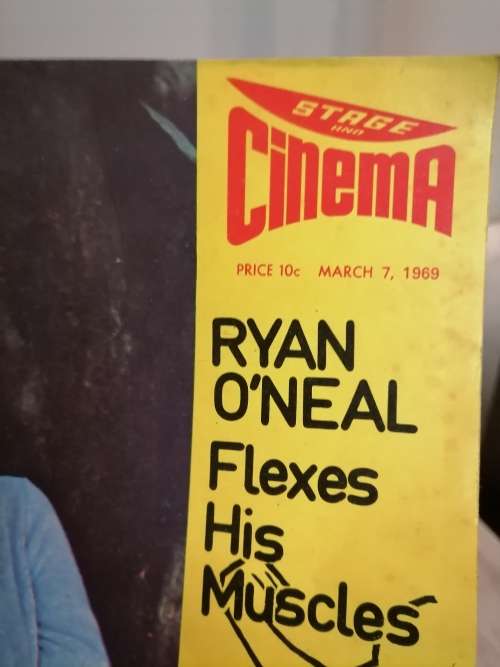 STAGE
AND
CINEMA
PRICE 10c MARCH 7, 1969
RYAN
O'NEAL
Flexes
His
Muscles